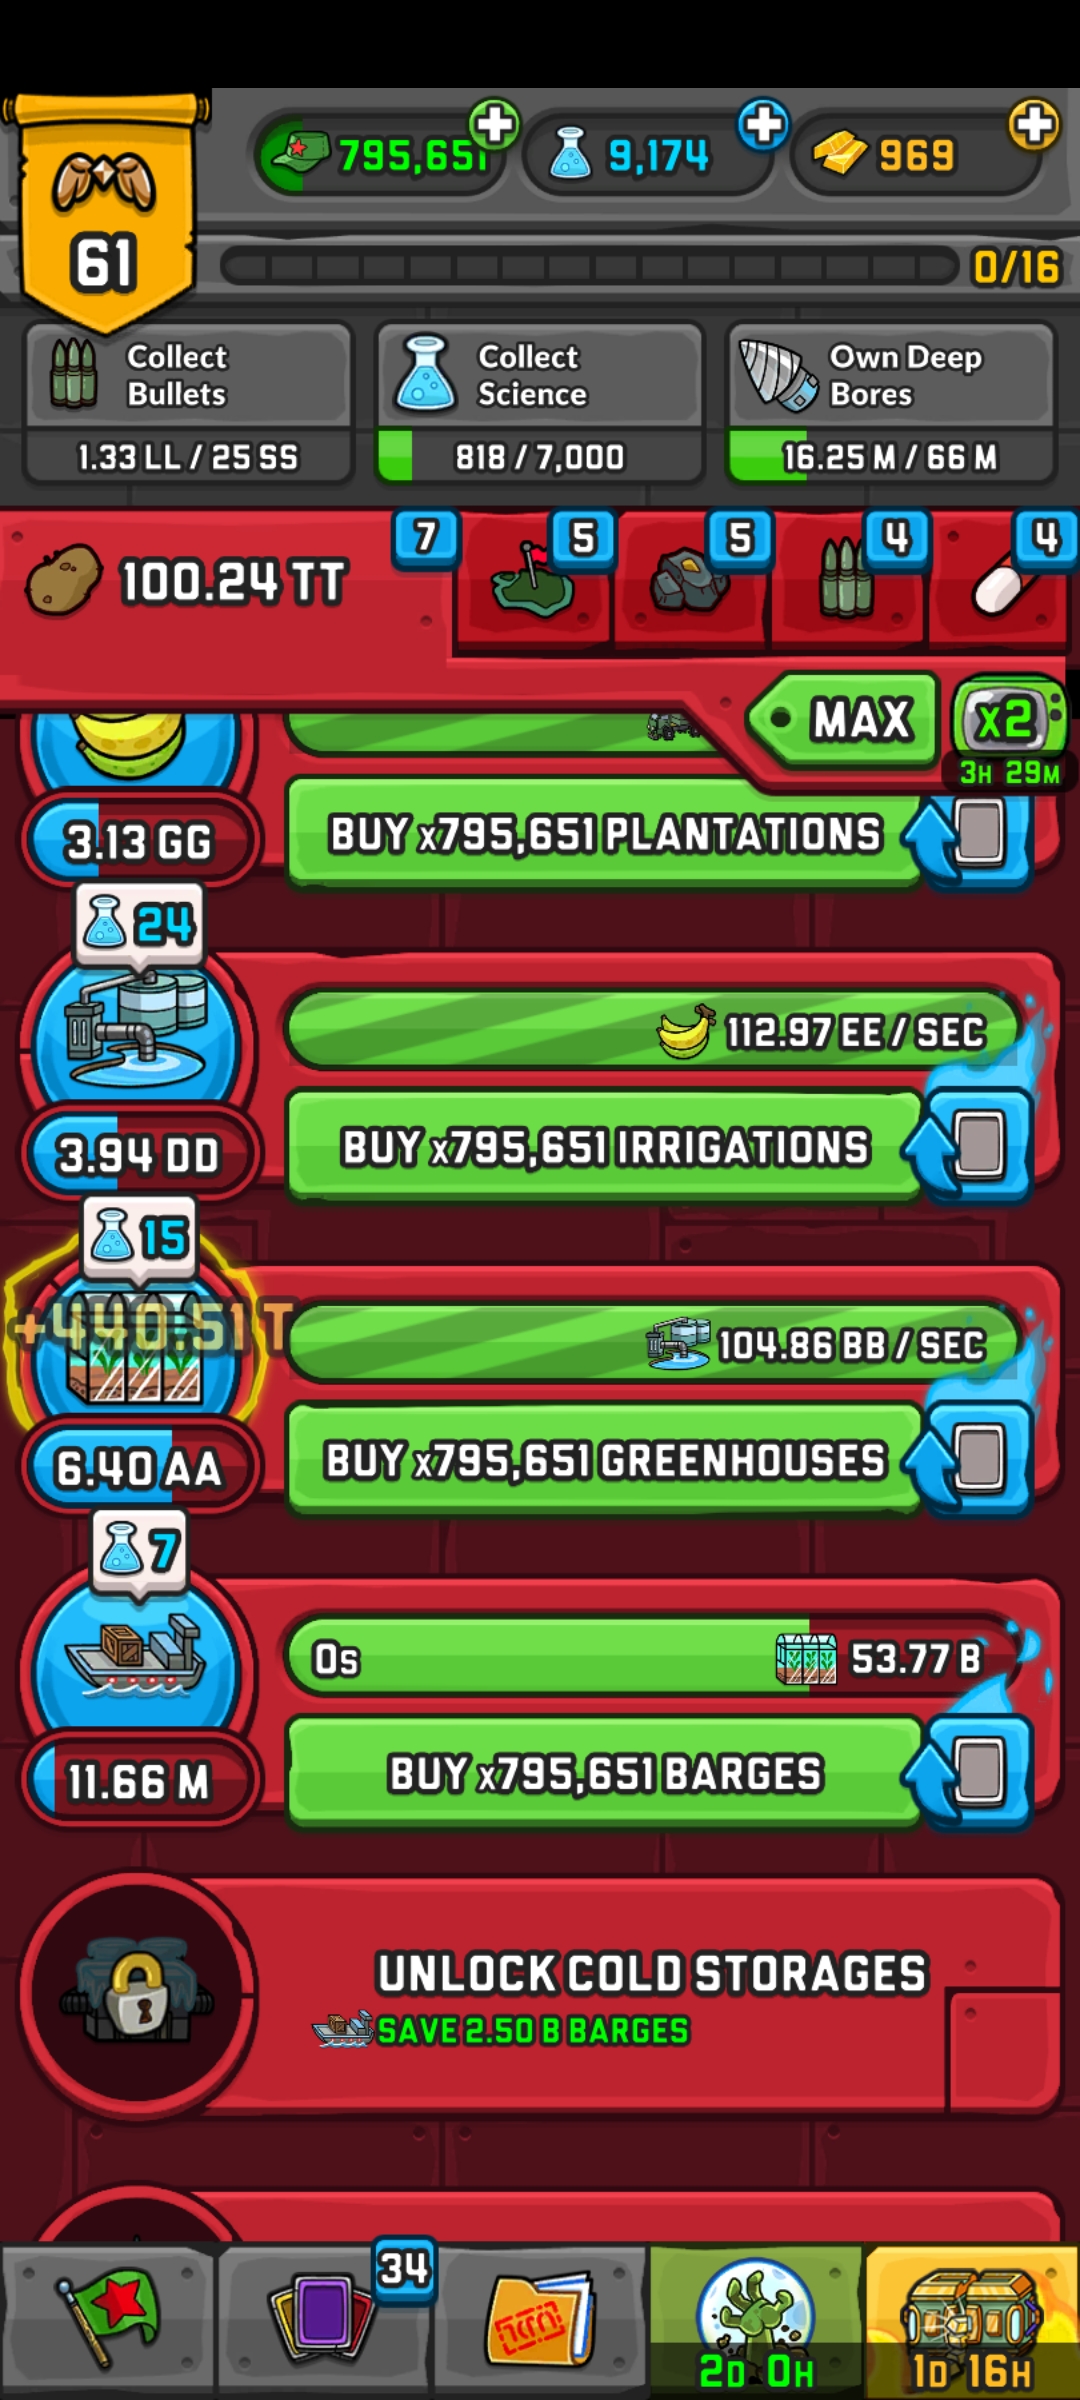 795,651
9,174
969
61
0/16
Collect
Bullets
Collect
Science
Own Deep
Bores
1.33 LL / 25 SS
818 / 7,000
16.25 M / 66 M
7
5
5
4
4
100.24 TT
MAX
x2
3H 29M
3.13 GG
BUY x795,651 PLANTATIONS
24
112.97 EE / SEC
3.94 DD
BUY x795,651 IRRIGATIONS
15
+440.51 T
104.86 BB / SEC
6.40 AA
BUY x795,651 GREENHOUSES
7
0s
53.77 B
11.66 M
BUY x795,651 BARGES
UNLOCK COLD STORAGES
SAVE 2.50 B BARGES
34
2D 0H
1D 16H